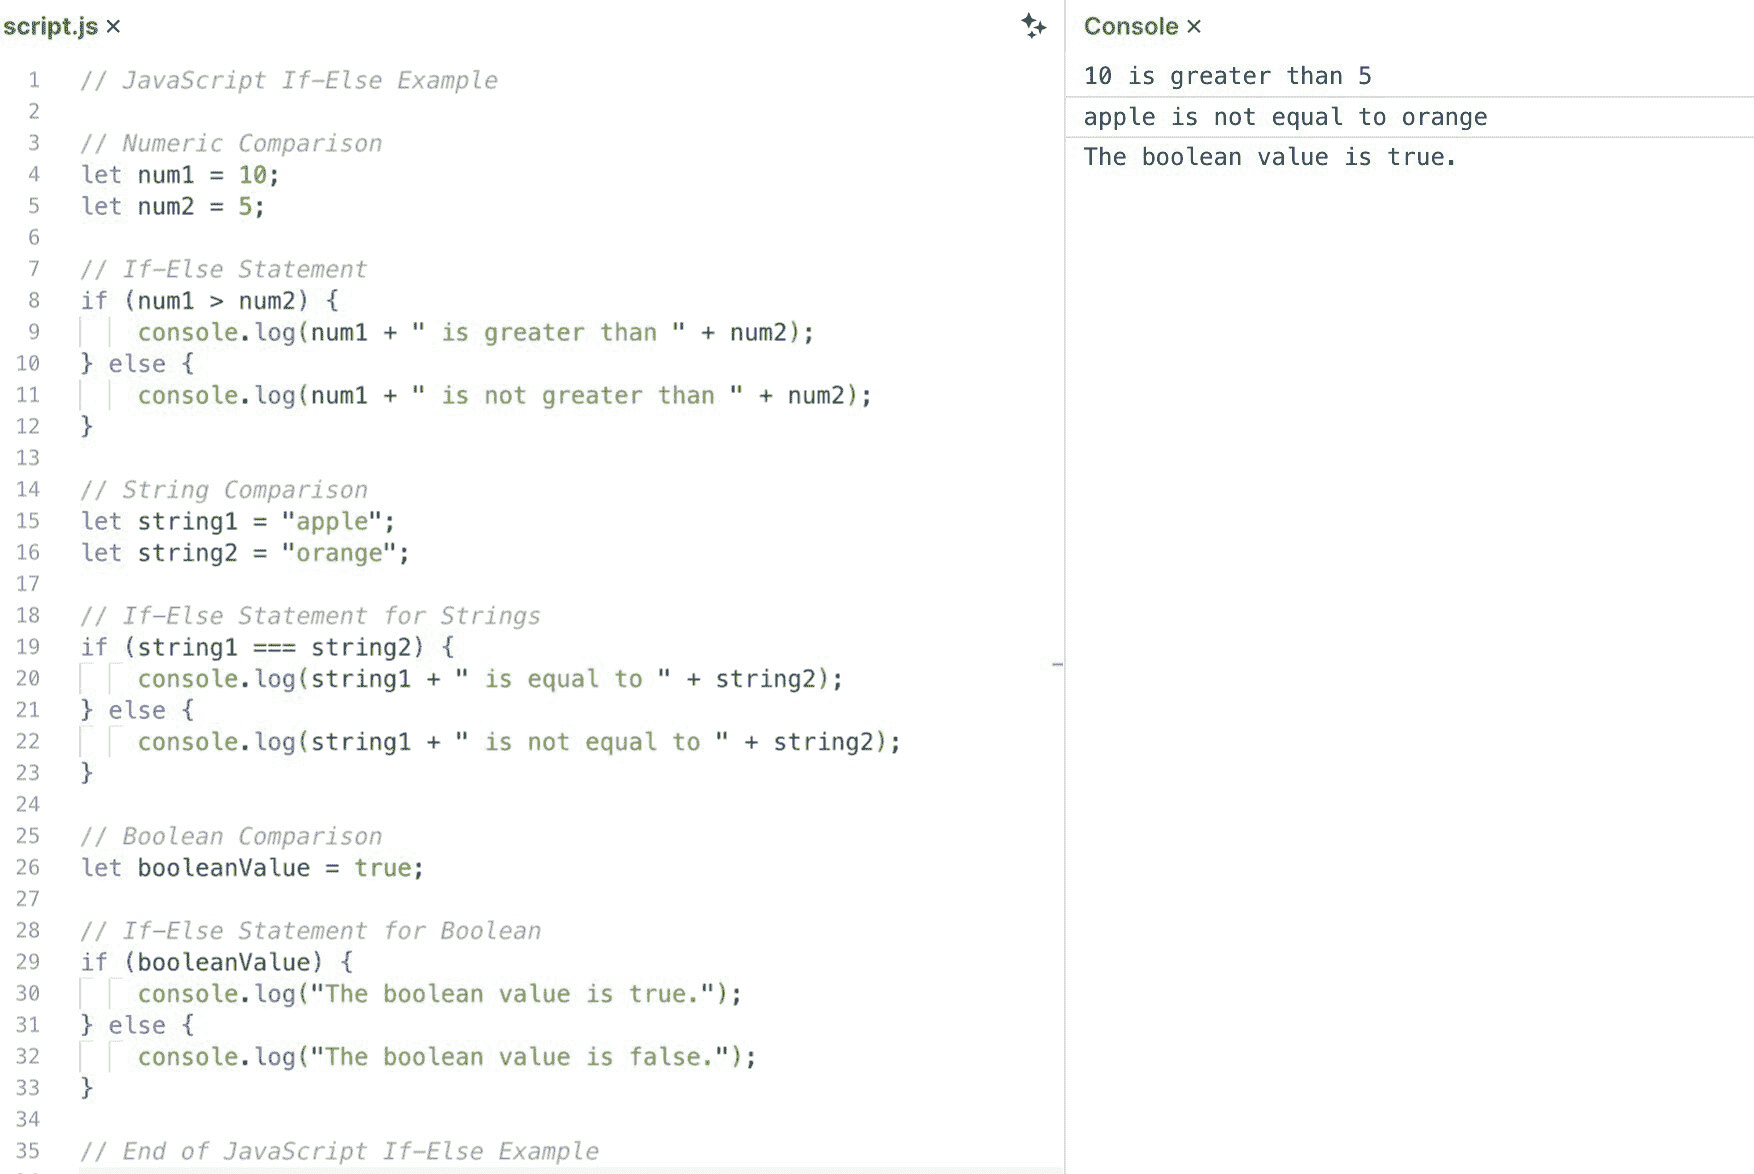 script.js ×
1 // JavaScript If-Else Example
2
3 // Numeric Comparison
4 let num1 = 10;
5 let num2 = 5;
6
7 // If-Else Statement
8 if (num1 > num2) {
9     console.log(num1 + " is greater than " + num2);
10 } else {
11     console.log(num1 + " is not greater than " + num2);
12 }
13
14 // String Comparison
15 let string1 = "apple";
16 let string2 = "orange";
17
18 // If-Else Statement for Strings
19 if (string1 === string2) {
20     console.log(string1 + " is equal to " + string2);
21 } else {
22     console.log(string1 + " is not equal to " + string2);
23 }
24
25 // Boolean Comparison
26 let booleanValue = true;
27
28 // If-Else Statement for Boolean
29 if (booleanValue) {
30     console.log("The boolean value is true.");
31 } else {
32     console.log("The boolean value is false.");
33 }
34
35 // End of JavaScript If-Else Example
Console ×
10 is greater than 5
apple is not equal to orange
The boolean value is true.